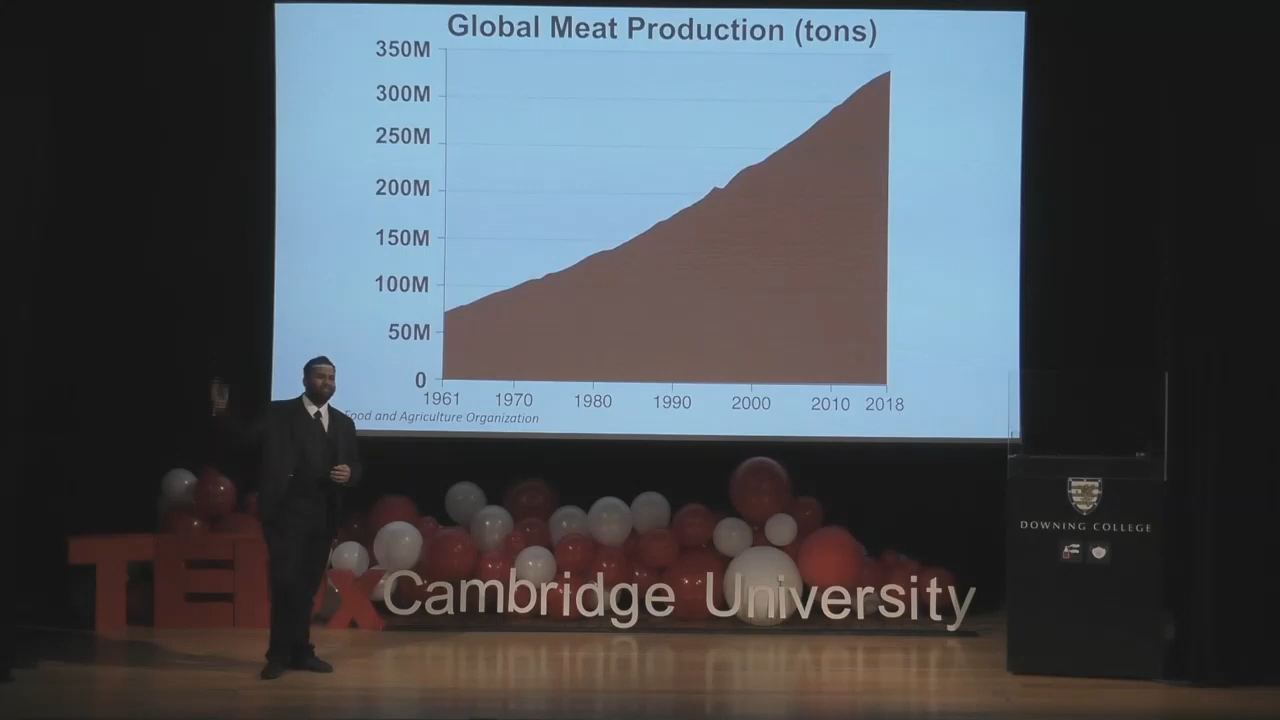 Global Meat Production (tons)
350M
300M
250M
200M
150M
100M
50M
0
1961 1970 1980 1990 2000 2010 2018
Food and Agriculture Organization
DOWNING COLLEGE
TEDx Cambridge University